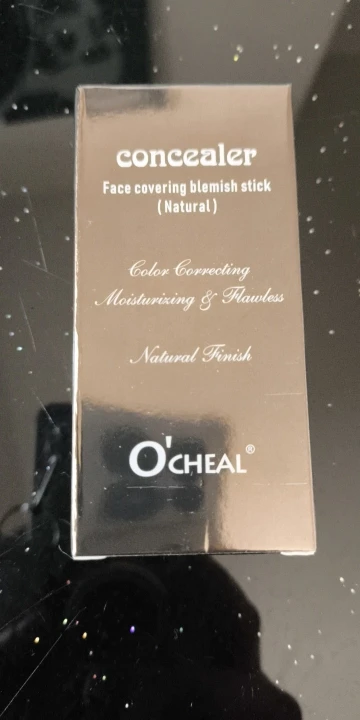 concealer
Face covering blemish stick
(Natural)
Color Correcting
Moisturizing & Flawless
Natural Finish
O'CHEAL®